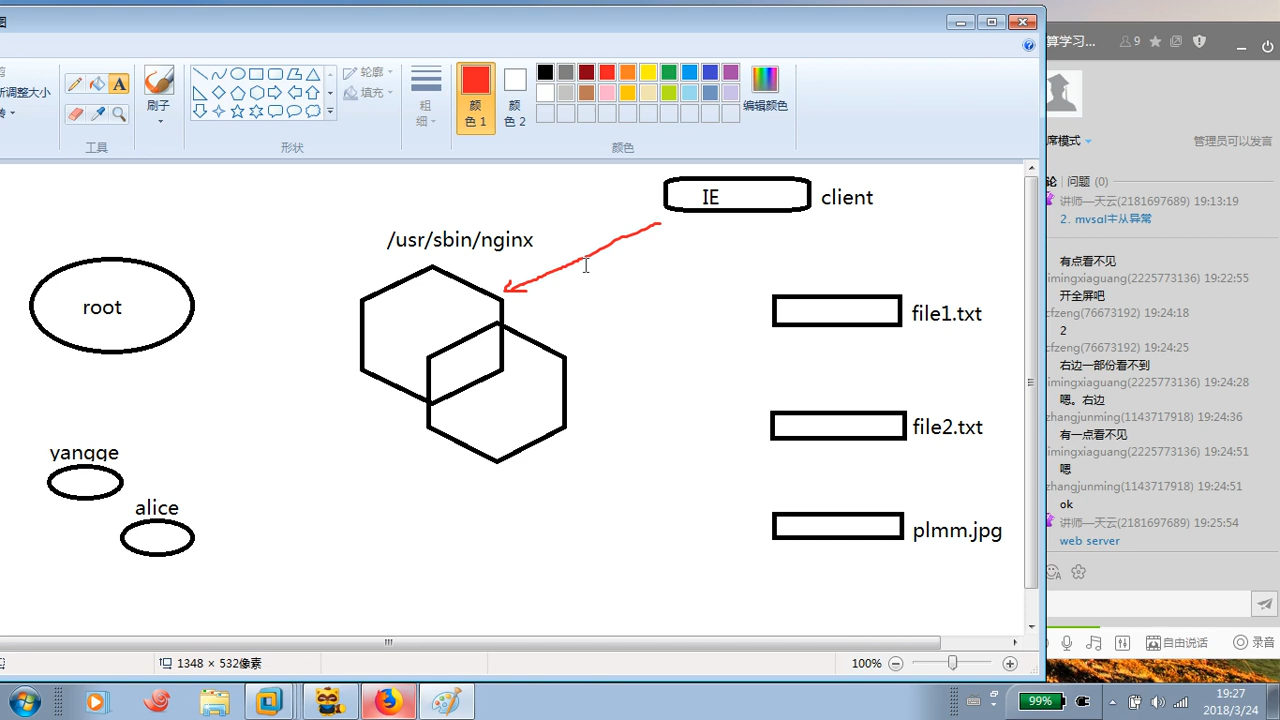 图
新调整大小
转
工具
A
刷子
形状
轮廓
填充
粗
细
颜
色 1
颜
色 2
编辑颜色
颜色
IE
client
/usr/sbin/nginx
root
file1.txt
file2.txt
yangge
alice
plmm.jpg
1348 × 532像素
100%
算学习...
9
席模式
管理员可以发言
论
问题 (0)
讲师—天云(2181697689) 19:13:19
2. mysal主从异常
有点看不见
imingxiaguang(2225773136) 19:22:55
开全屏吧
cfzeng(76673192) 19:24:18
2
cfzeng(76673192) 19:24:25
右边一部份看不到
imingxiaguang(2225773136) 19:24:28
嗯。右边
zhangjunming(1143717918) 19:24:36
有一点看不见
imingxiaguang(2225773136) 19:24:51
嗯
zhangjunming(1143717918) 19:24:51
ok
讲师—天云(2181697689) 19:25:54
web server
自由说话
录音
99%
19:27
2018/3/24